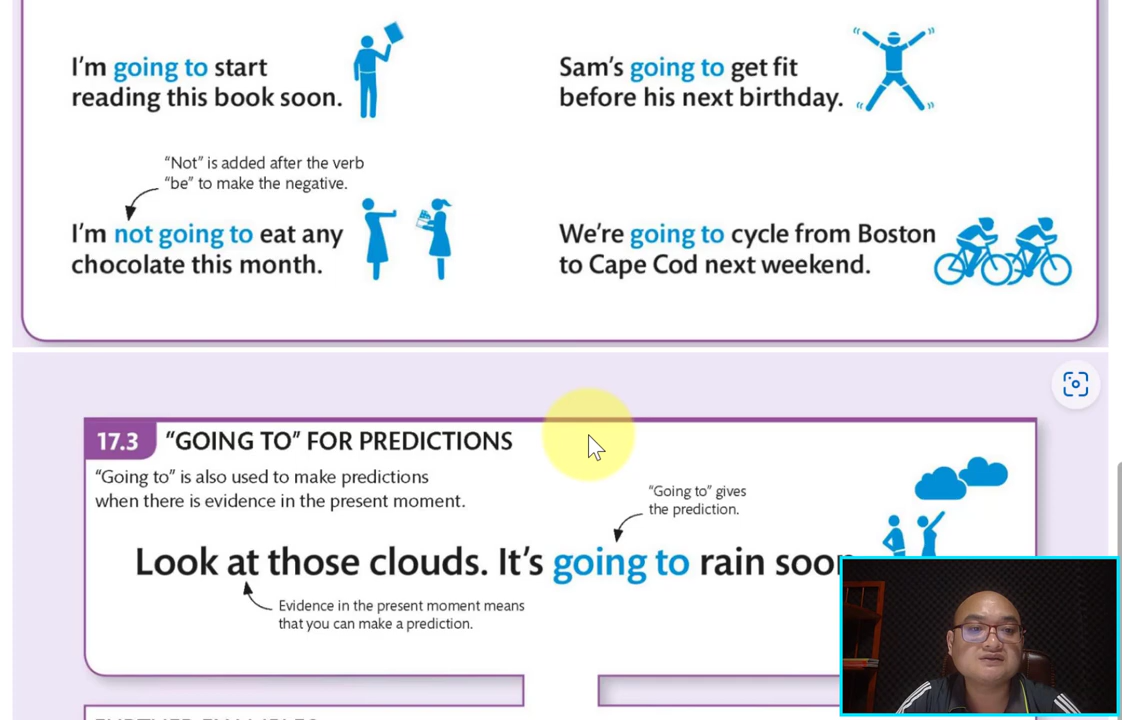 I'm going to start
reading this book soon.
Sam's going to get fit
before his next birthday.
"Not" is added after the verb
"be" to make the negative.
I'm not going to eat any
chocolate this month.
We're going to cycle from Boston
to Cape Cod next weekend.
17.3 "GOING TO" FOR PREDICTIONS
"Going to" is also used to make predictions
when there is evidence in the present moment.
"Going to" gives
the prediction.
Look at those clouds. It's going to rain
Evidence in the present moment means
that you can make a prediction.